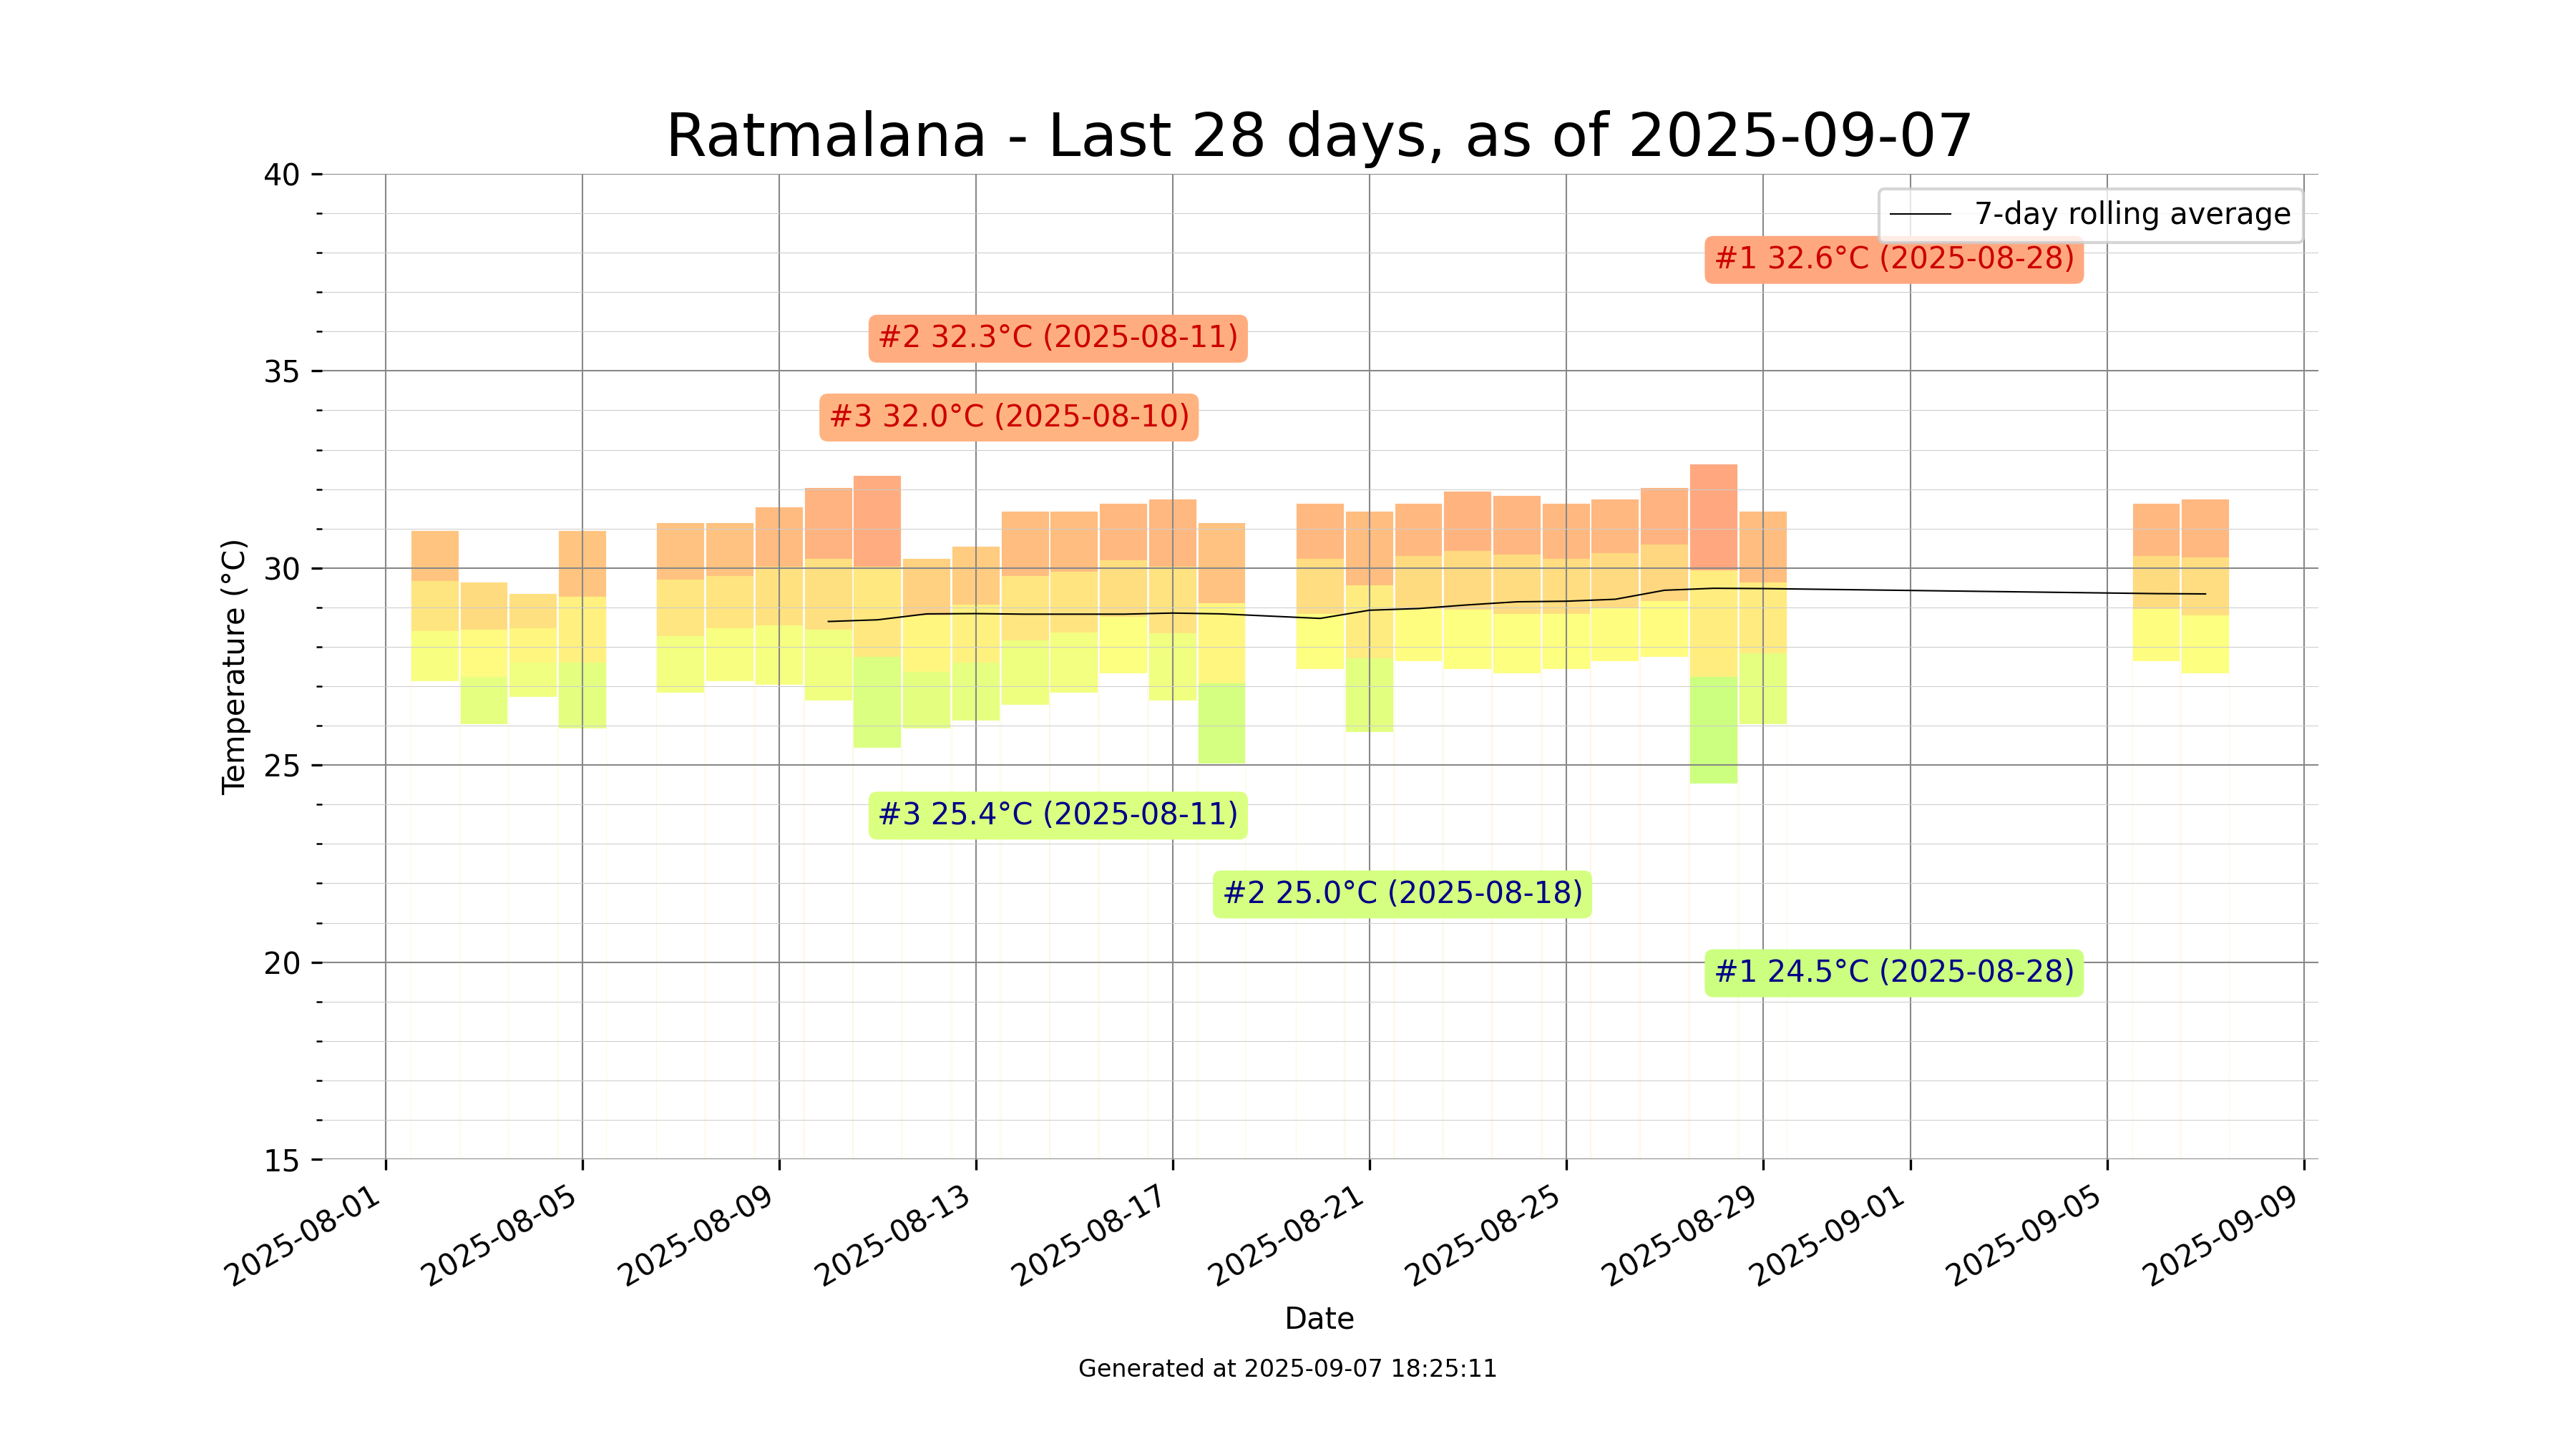 Ratmalana - Last 28 days, as of 2025-09-07
40
7-day rolling average
#1 32.6°C (2025-08-28)
#2 32.3°C (2025-08-11)
35
#3 32.0°C (2025-08-10)
30
Temperature (°C)
25
#3 25.4°C (2025-08-11)
#2 25.0°C (2025-08-18)
20
#1 24.5°C (2025-08-28)
15
2025-08-01
2025-08-05
2025-08-09
2025-08-13
2025-08-17
2025-08-21
2025-08-25
2025-08-29
2025-09-01
2025-09-05
2025-09-09
Date
Generated at 2025-09-07 18:25:11